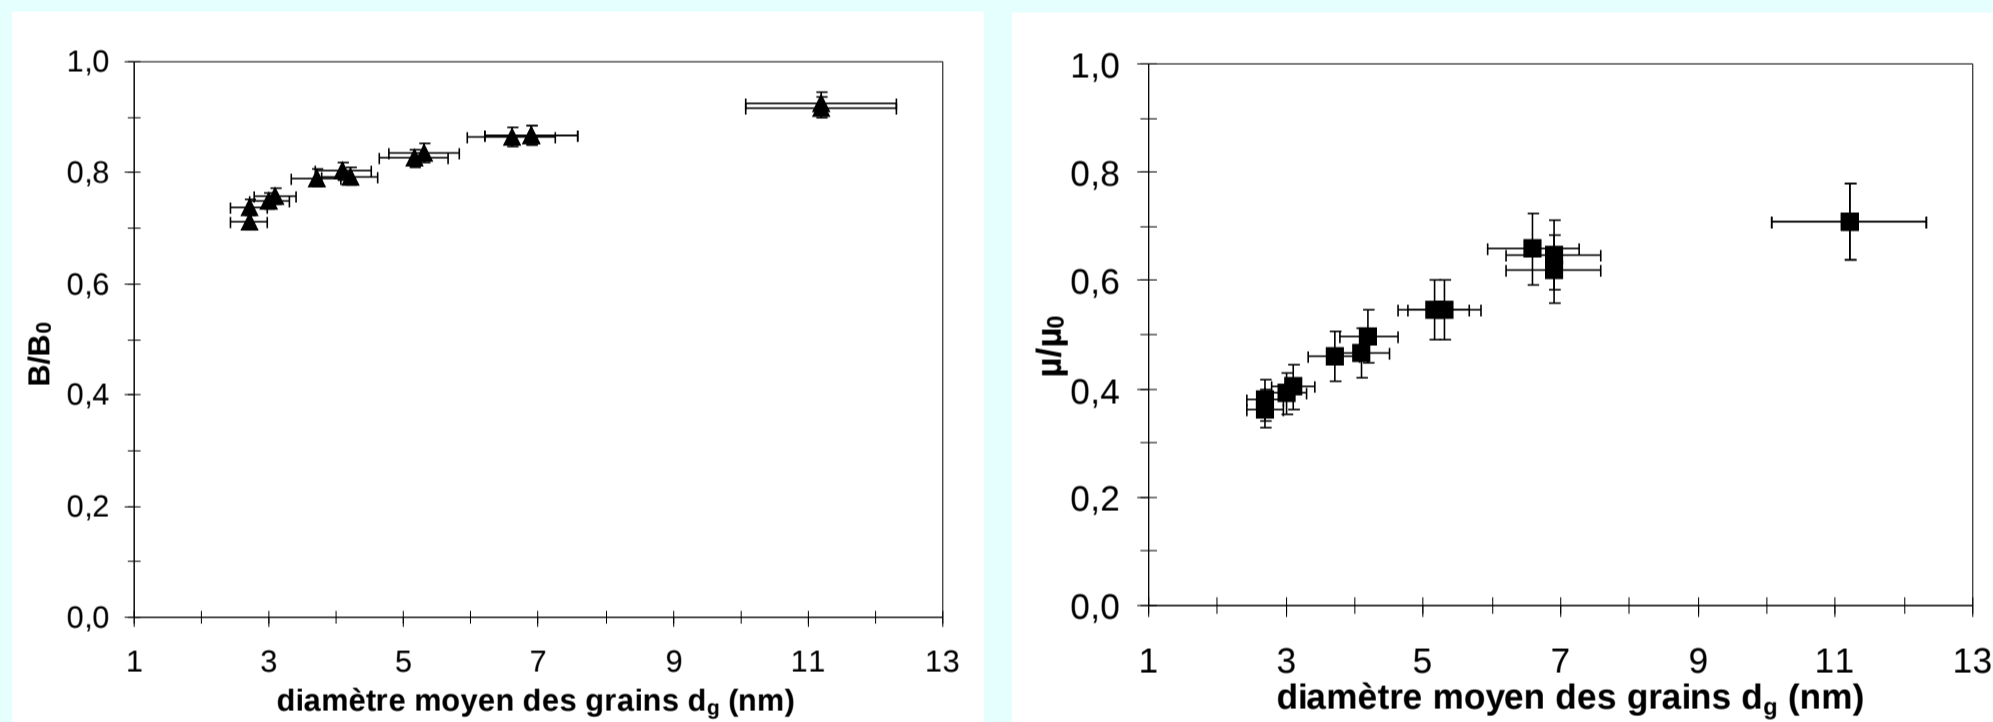 1,0
0,8
0,6
0,4
0,2
0,0
B/B0
1 3 5 7 9 11 13
diamètre moyen des grains dg (nm)
1,0
0,8
0,6
0,4
0,2
0,0
µ/µ0
1 3 5 7 9 11 13
diamètre moyen des grains dg (nm)